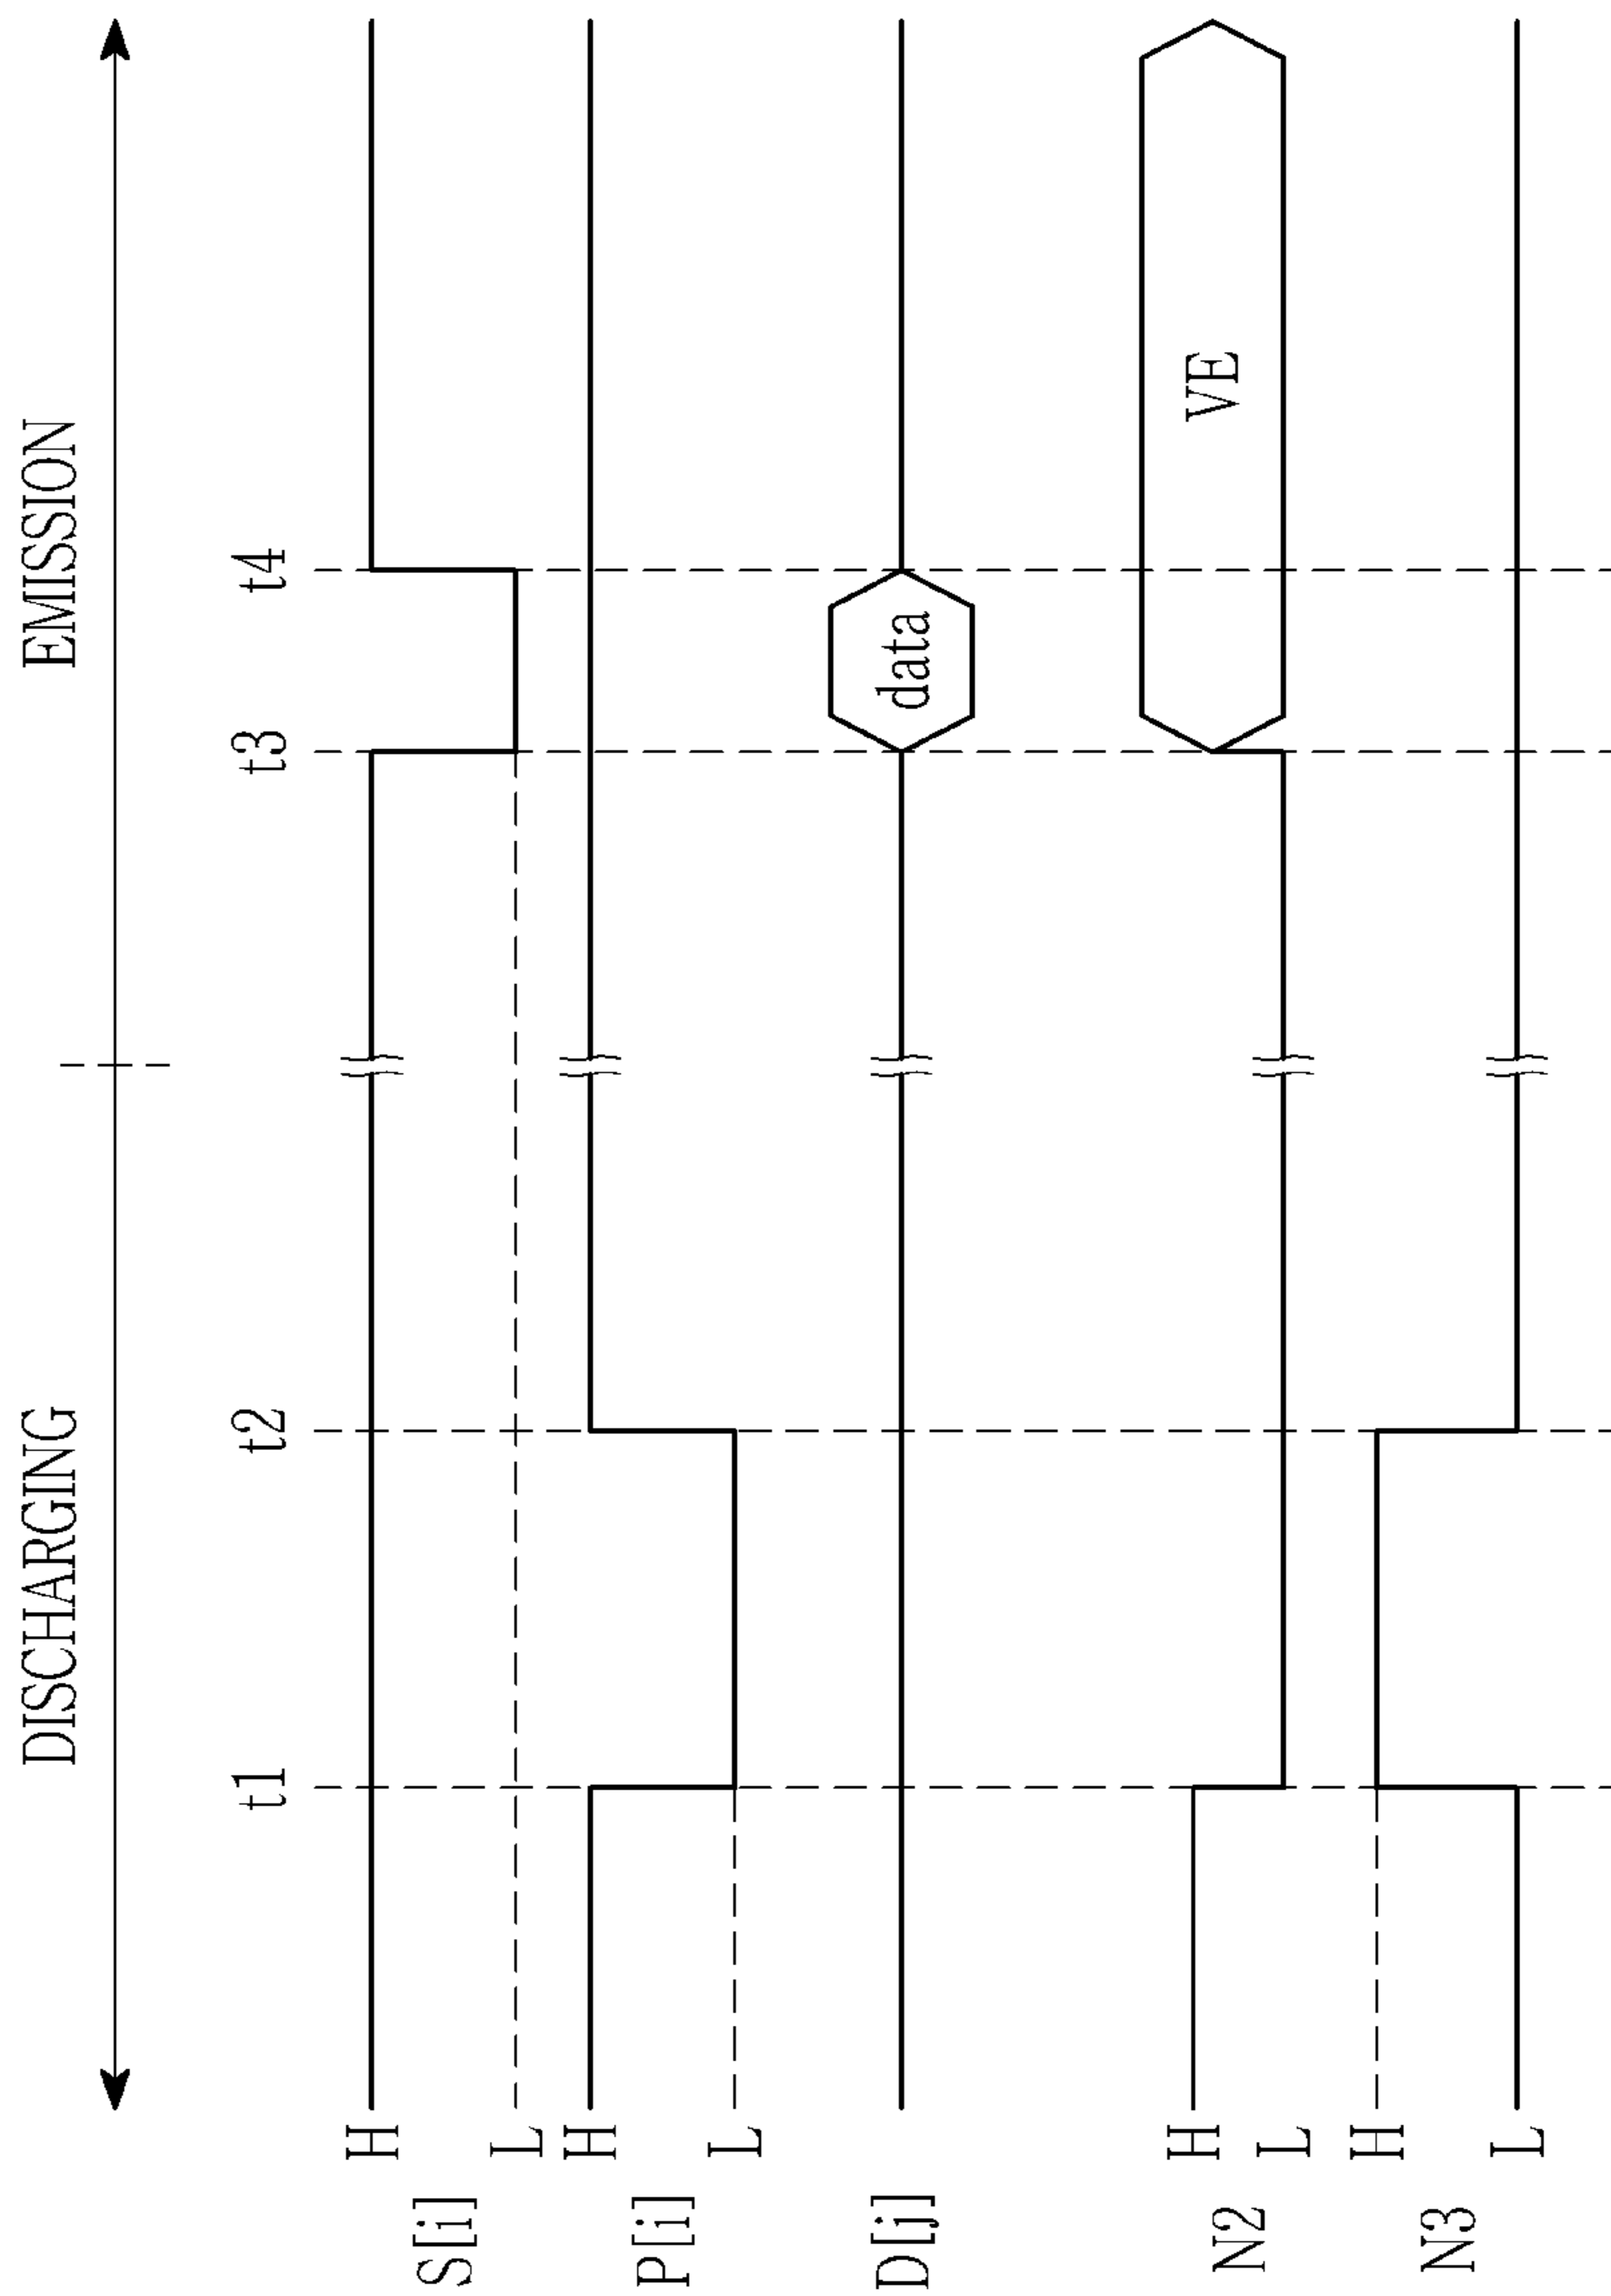 DISCHARGING EMISSION
t1 t2 t3 t4
H
S[i]
L
H
P[i]
L
D[j] data
H
N2 VE
L
H
N3
L